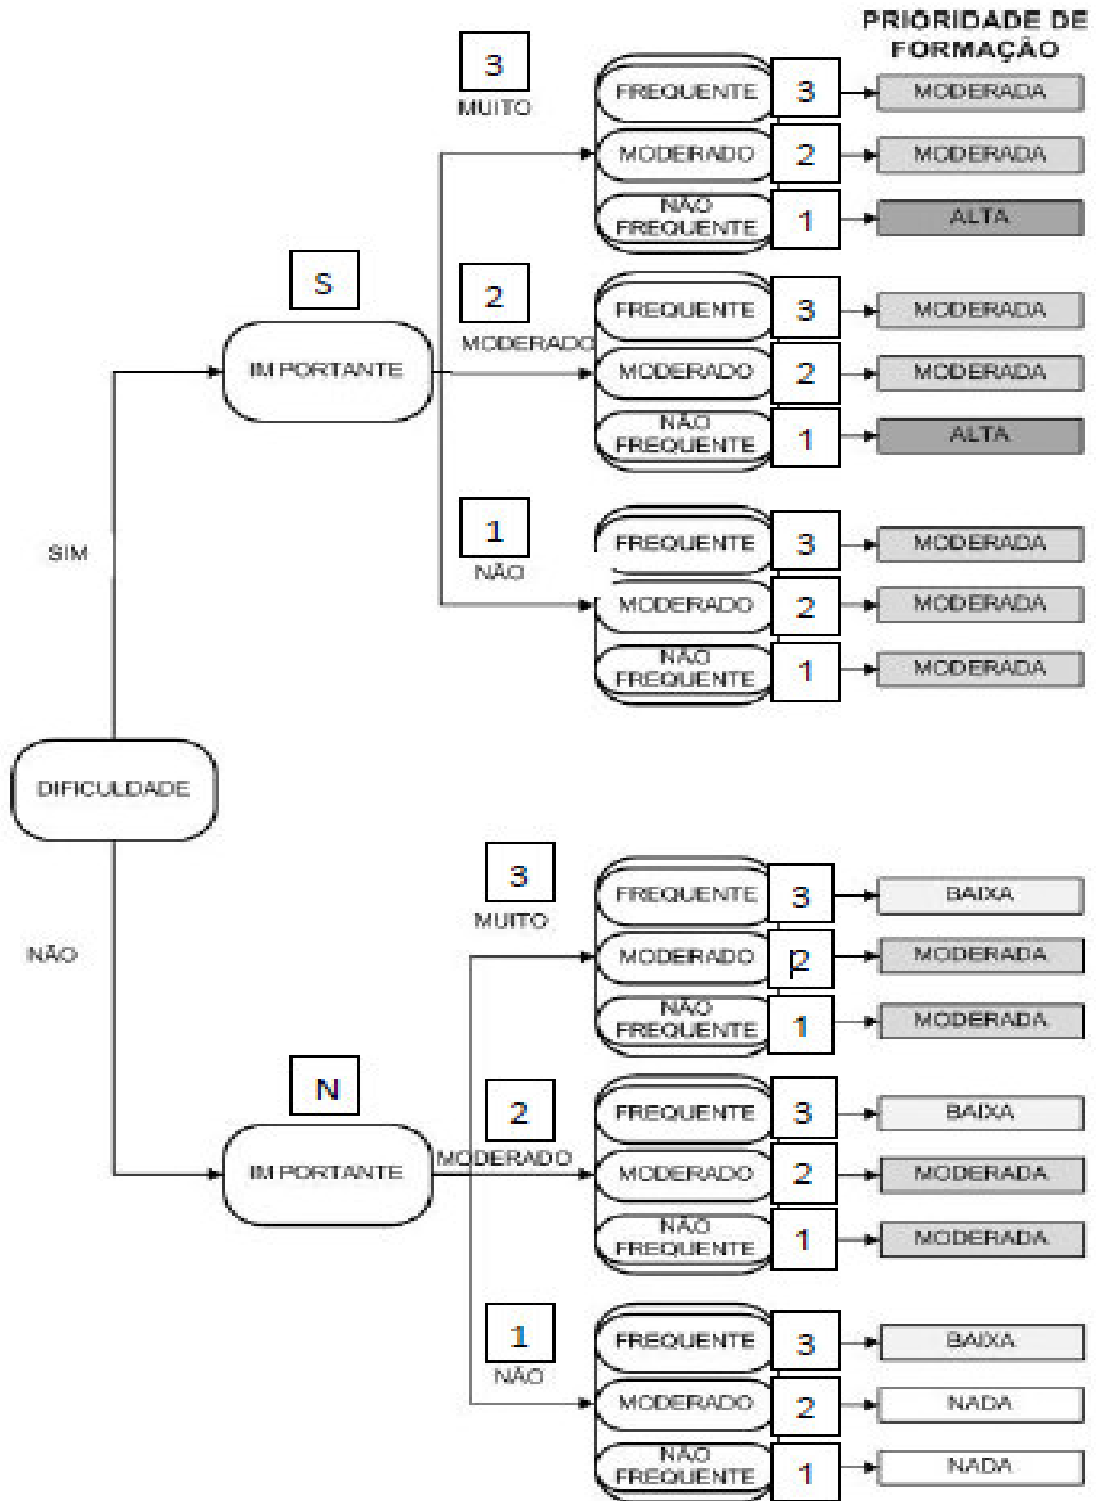 PRIORIDADE DE
FORMAÇÃO
3
MUITO
FREQUENTE 3 MODERADA
MODERADO 2 MODERADA
NÃO
FREQUENTE 1 ALTA
S
IMPORTANTE
2
MODERADO
FREQUENTE 3 MODERADA
MODERADO 2 MODERADA
NÃO
FREQUENTE 1 ALTA
1
NÃO
FREQUENTE 3 MODERADA
MODERADO 2 MODERADA
NÃO
FREQUENTE 1 MODERADA
SIM
DIFICULDADE
NÃO
3
MUITO
FREQUENTE 3 BAIXA
MODERADO 2 MODERADA
NÃO
FREQUENTE 1 MODERADA
N
IMPORTANTE
2
MODERADO
FREQUENTE 3 BAIXA
MODERADO 2 MODERADA
NÃO
FREQUENTE 1 MODERADA
1
NÃO
FREQUENTE 3 BAIXA
MODERADO 2 NADA
NÃO
FREQUENTE 1 NADA